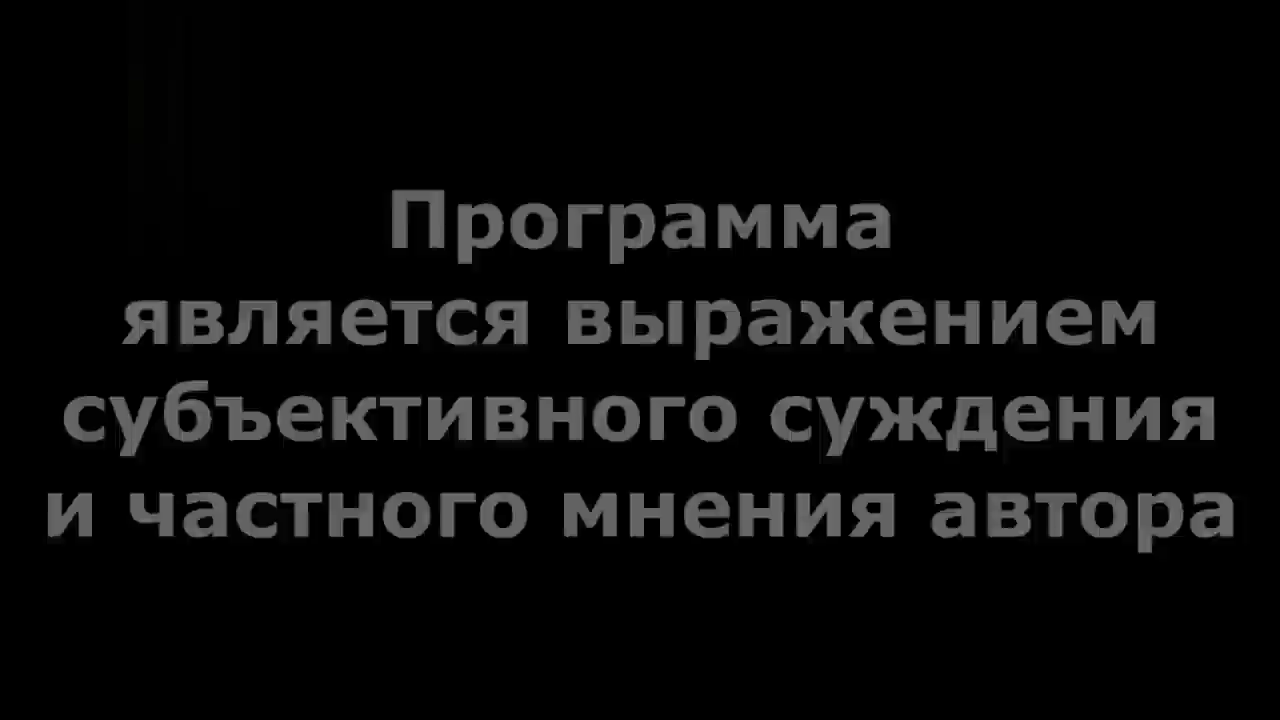 Программа
является выражением
субъективного суждения
и частного мнения автора